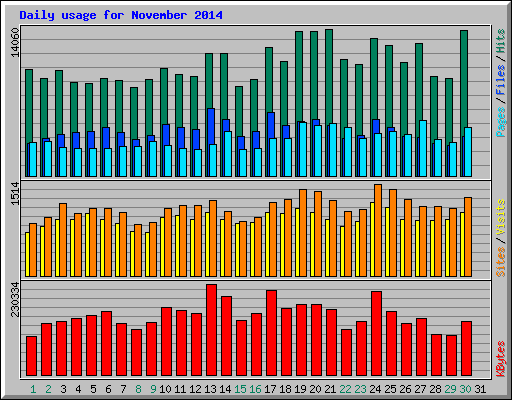 Daily usage for November 2014
14060
Pages / Files / Hits
1514
Sites / Visits
230334
KBytes
1 2 3 4 5 6 7 8 9 10 11 12 13 14 15 16 17 18 19 20 21 22 23 24 25 26 27 28 29 30 31